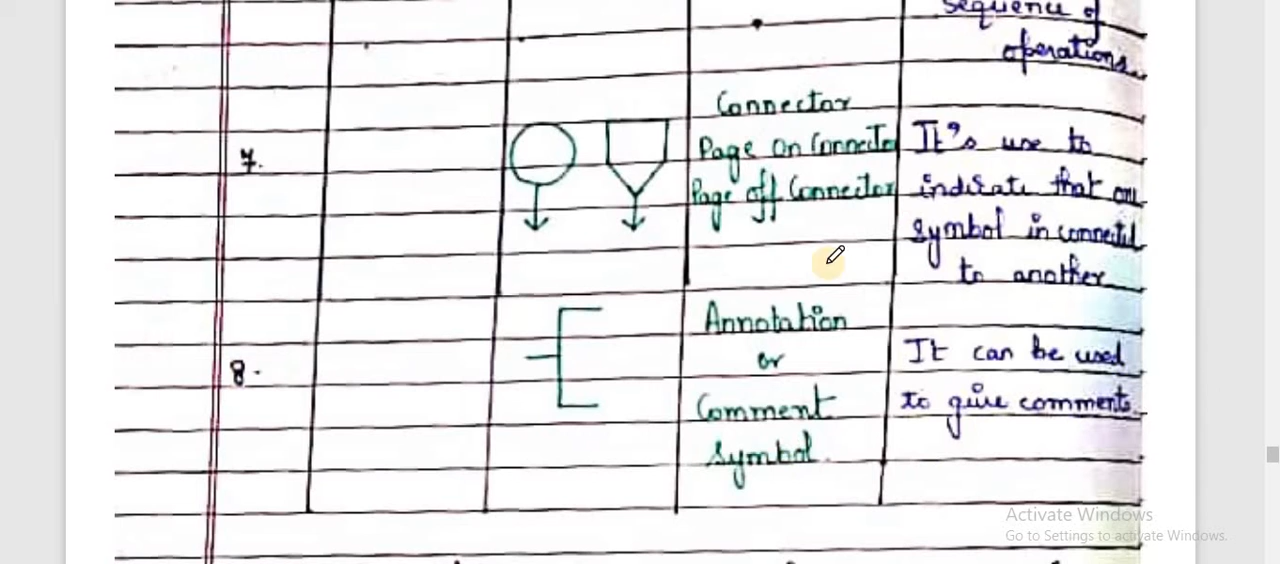 sequence of
operations.
7.
Connector
Page on Connector
Page off Connector
It's use to
indicate that one
symbol in connected
to another
8.
Annotation
or
Comment
Symbol.
It can be used
to give comments.
Activate Windows
Go to Settings to activate Windows.